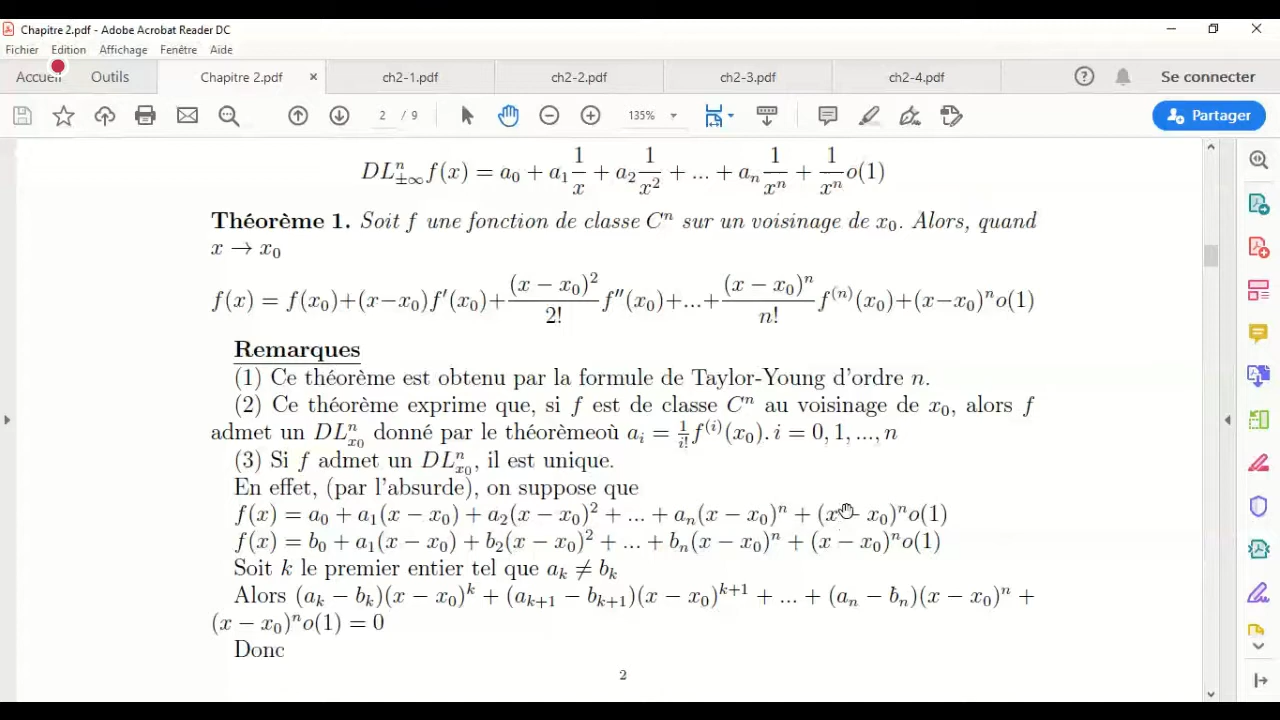 Chapitre 2.pdf - Adobe Acrobat Reader DC
Fichier Edition Affichage Fenêtre Aide
Accueil Outils Chapitre 2.pdf × ch2-1.pdf ch2-2.pdf ch2-3.pdf ch2-4.pdf Se connecter
2 / 9 135% Partager
DL^n_{±∞} f(x) = a_0 + a_1 \frac{1}{x} + a_2 \frac{1}{x^2} + ... + a_n \frac{1}{x^n} + \frac{1}{x^n} o(1)
Théorème 1. Soit f une fonction de classe C^n sur un voisinage de x_0. Alors, quand
x → x_0
f(x) = f(x_0)+(x−x_0)f′(x_0)+\frac{(x − x_0)^2}{2!} f″(x_0)+...+\frac{(x − x_0)^n}{n!} f^{(n)}(x_0)+(x−x_0)^n o(1)
Remarques
(1) Ce théorème est obtenu par la formule de Taylor-Young d'ordre n.
(2) Ce théorème exprime que, si f est de classe C^n au voisinage de x_0, alors f
admet un DL^n_{x_0} donné par le théorèmeoù a_i = \frac{1}{i!} f^{(i)}(x_0). i = 0, 1, ..., n
(3) Si f admet un DL^n_{x_0}, il est unique.
En effet, (par l'absurde), on suppose que
f(x) = a_0 + a_1(x − x_0) + a_2(x − x_0)^2 + ... + a_n(x − x_0)^n + (x − x_0)^n o(1)
f(x) = b_0 + a_1(x − x_0) + b_2(x − x_0)^2 + ... + b_n(x − x_0)^n + (x − x_0)^n o(1)
Soit k le premier entier tel que a_k ≠ b_k
Alors (a_k − b_k)(x − x_0)^k + (a_{k+1} − b_{k+1})(x − x_0)^{k+1} + ... + (a_n − b_n)(x − x_0)^n +
(x − x_0)^n o(1) = 0
Donc
2